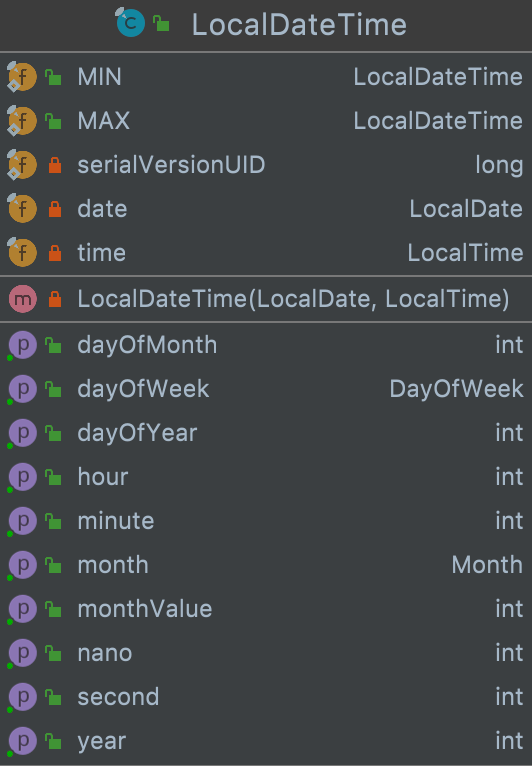 LocalDateTime
MIN LocalDateTime
MAX LocalDateTime
serialVersionUID long
date LocalDate
time LocalTime
LocalDateTime(LocalDate, LocalTime)
dayOfMonth int
dayOfWeek DayOfWeek
dayOfYear int
hour int
minute int
month Month
monthValue int
nano int
second int
year int